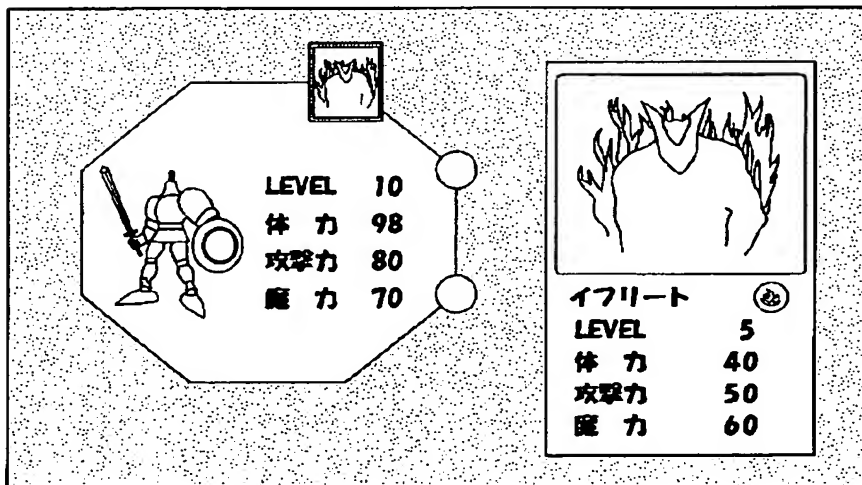 LEVEL 10
体 力 98
攻撃力 80
魔 力 70
イフリート
LEVEL 5
体 力 40
攻撃力 50
魔 力 60